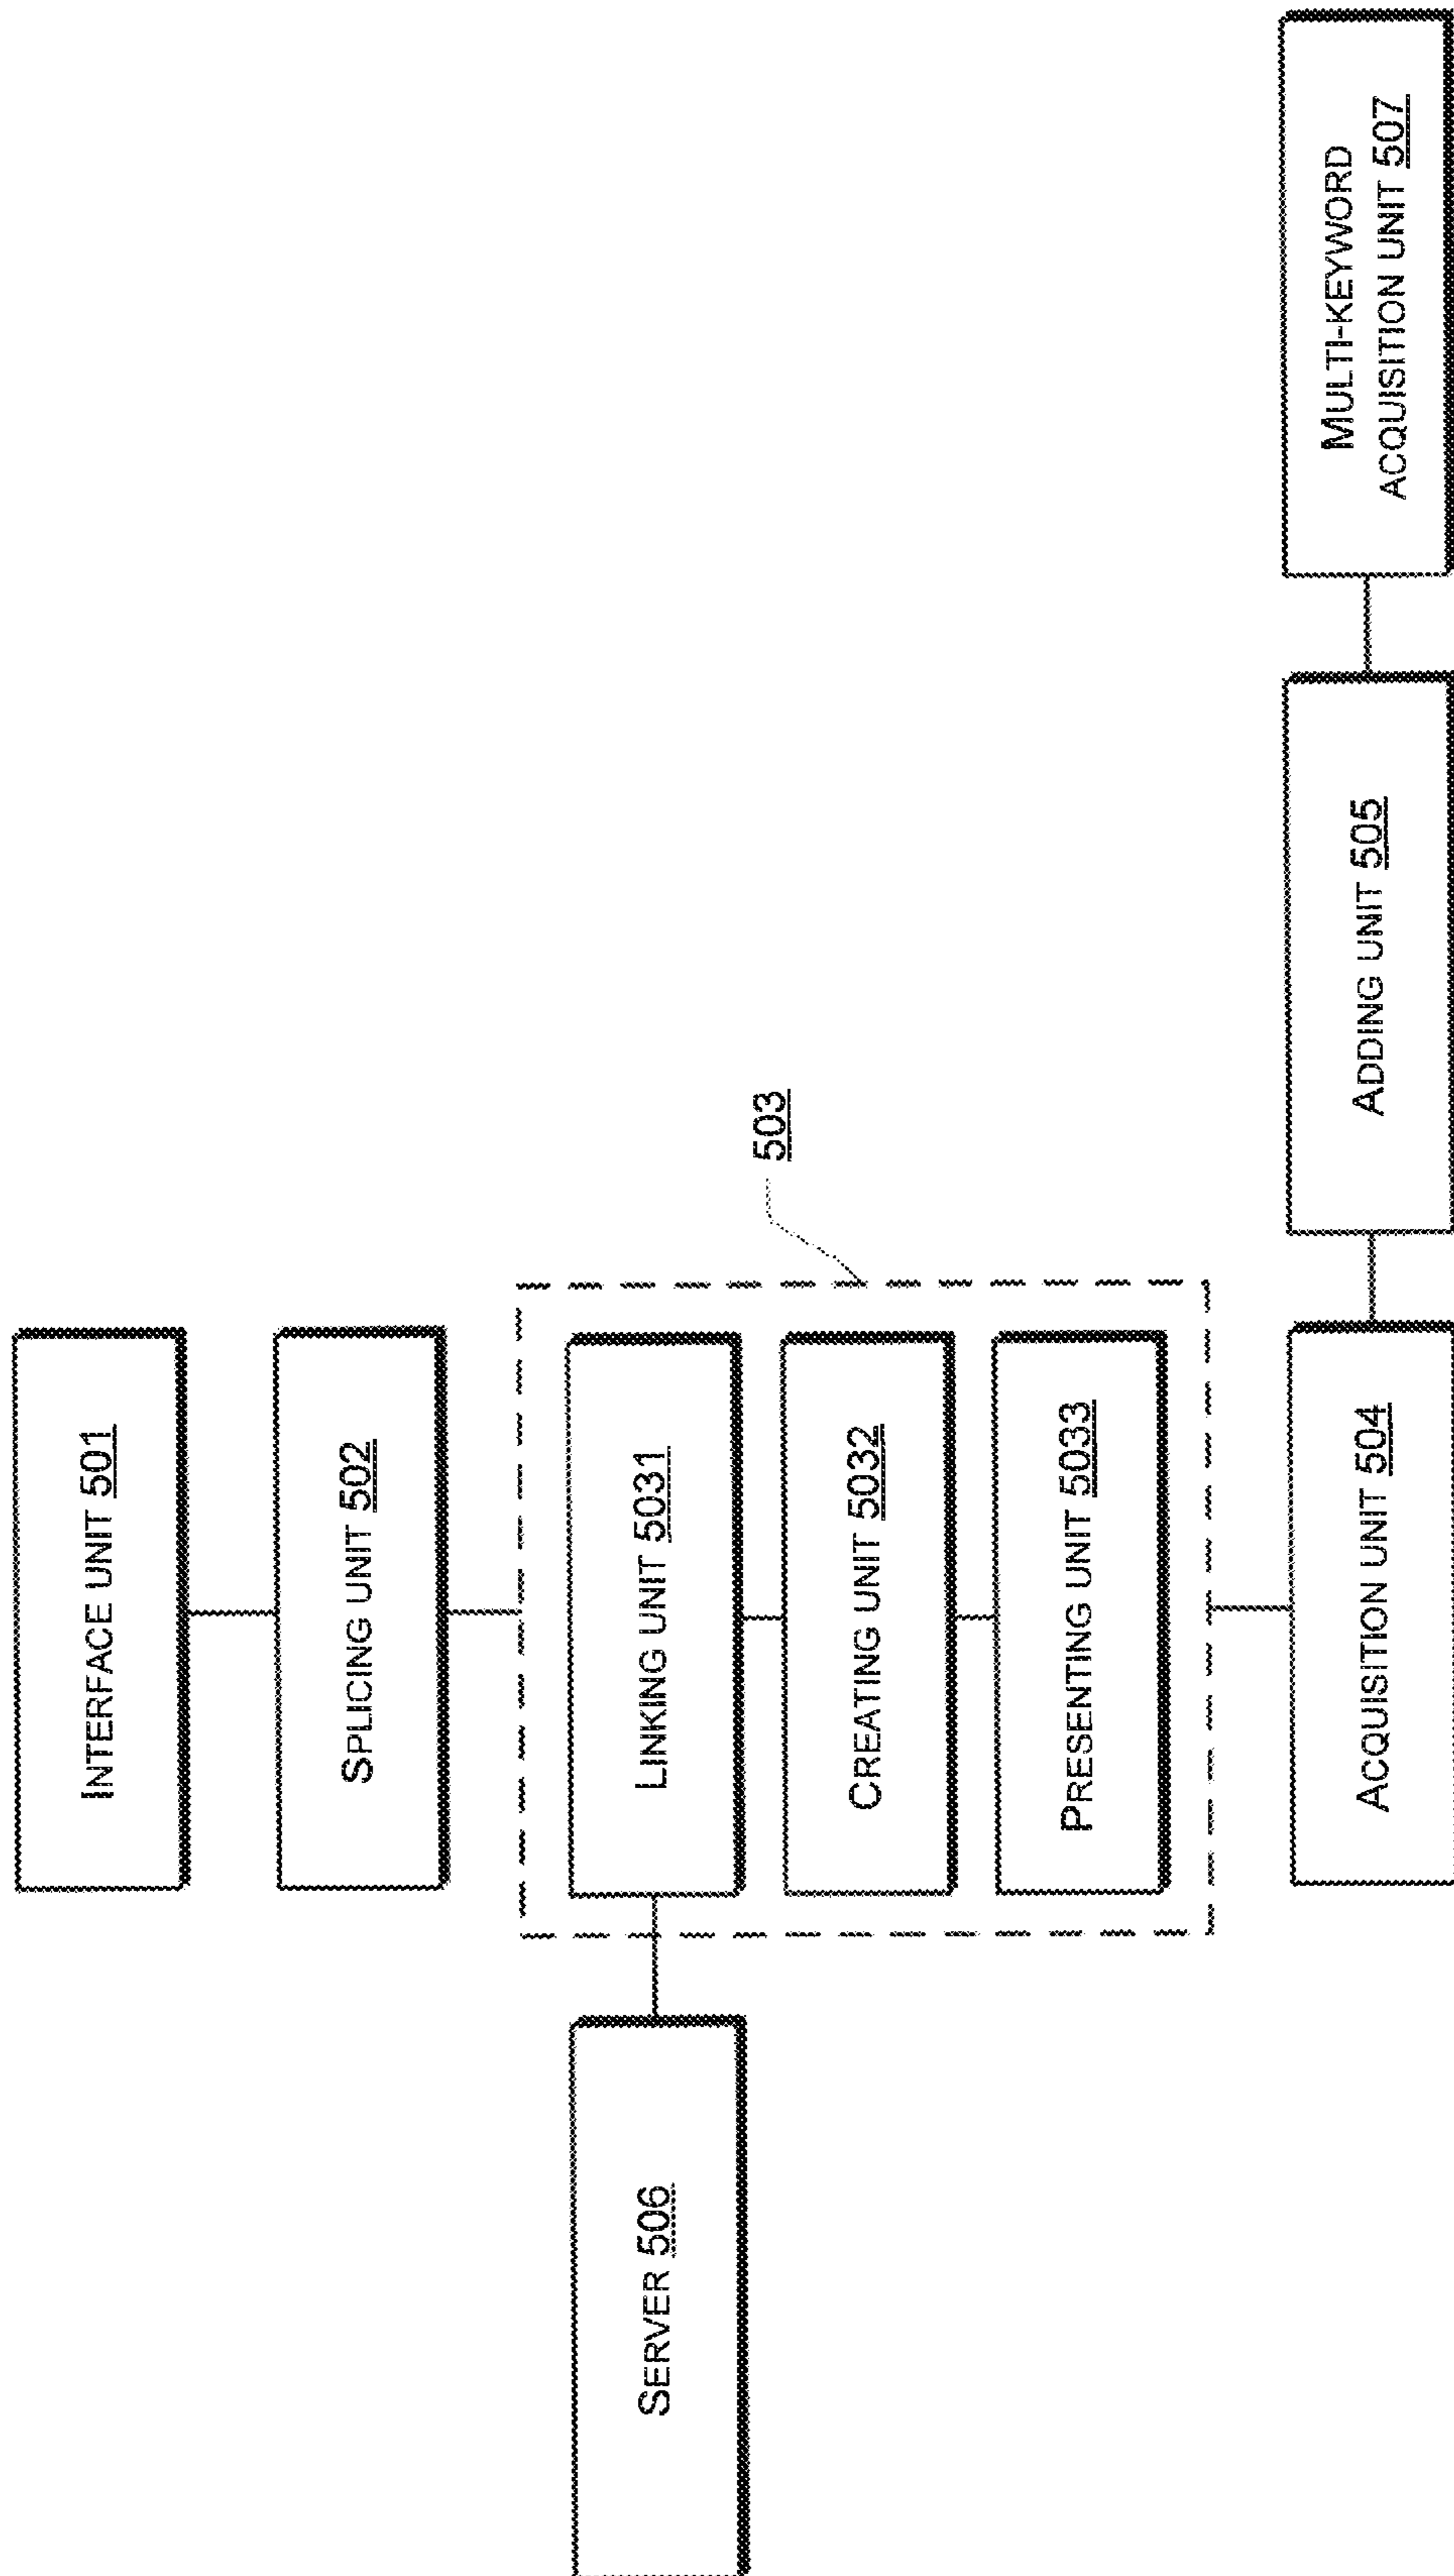 INTERFACE UNIT 501
SPLICING UNIT 502
503
LINKING UNIT 5031
SERVER 506
CREATING UNIT 5032
PRESENTING UNIT 5033
ACQUISITION UNIT 504
ADDING UNIT 505
MULTI-KEYWORD
ACQUISITION UNIT 507